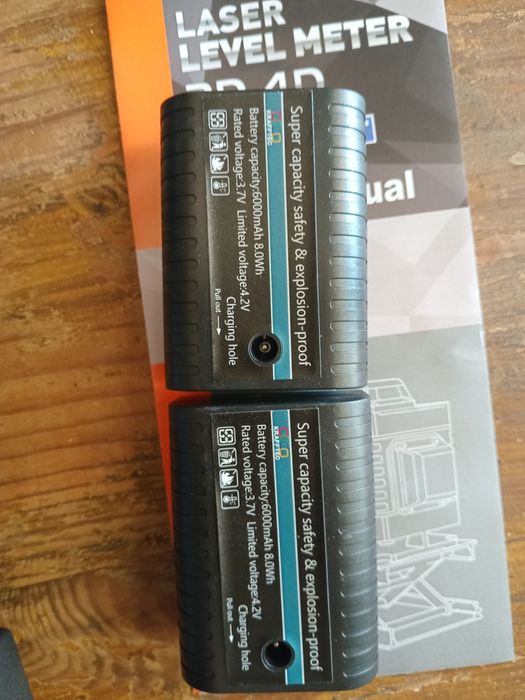 LASER
LEVEL METER
Super capacity safety & explosion-proof
KRAFTTEC
Battery capacity:6000mAh 8.0Wh
Rated voltage:3.7V Limited voltage:4.2V
Charging hole
Pull out
Super capacity safety & explosion-proof
KRAFTTEC
Battery capacity:6000mAh 8.0Wh
Rated voltage:3.7V Limited voltage:4.2V
Charging hole
Pull out